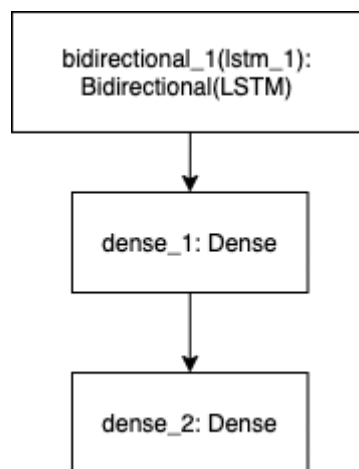 bidirectional_1(lstm_1):
Bidirectional(LSTM)
dense_1: Dense
dense_2: Dense